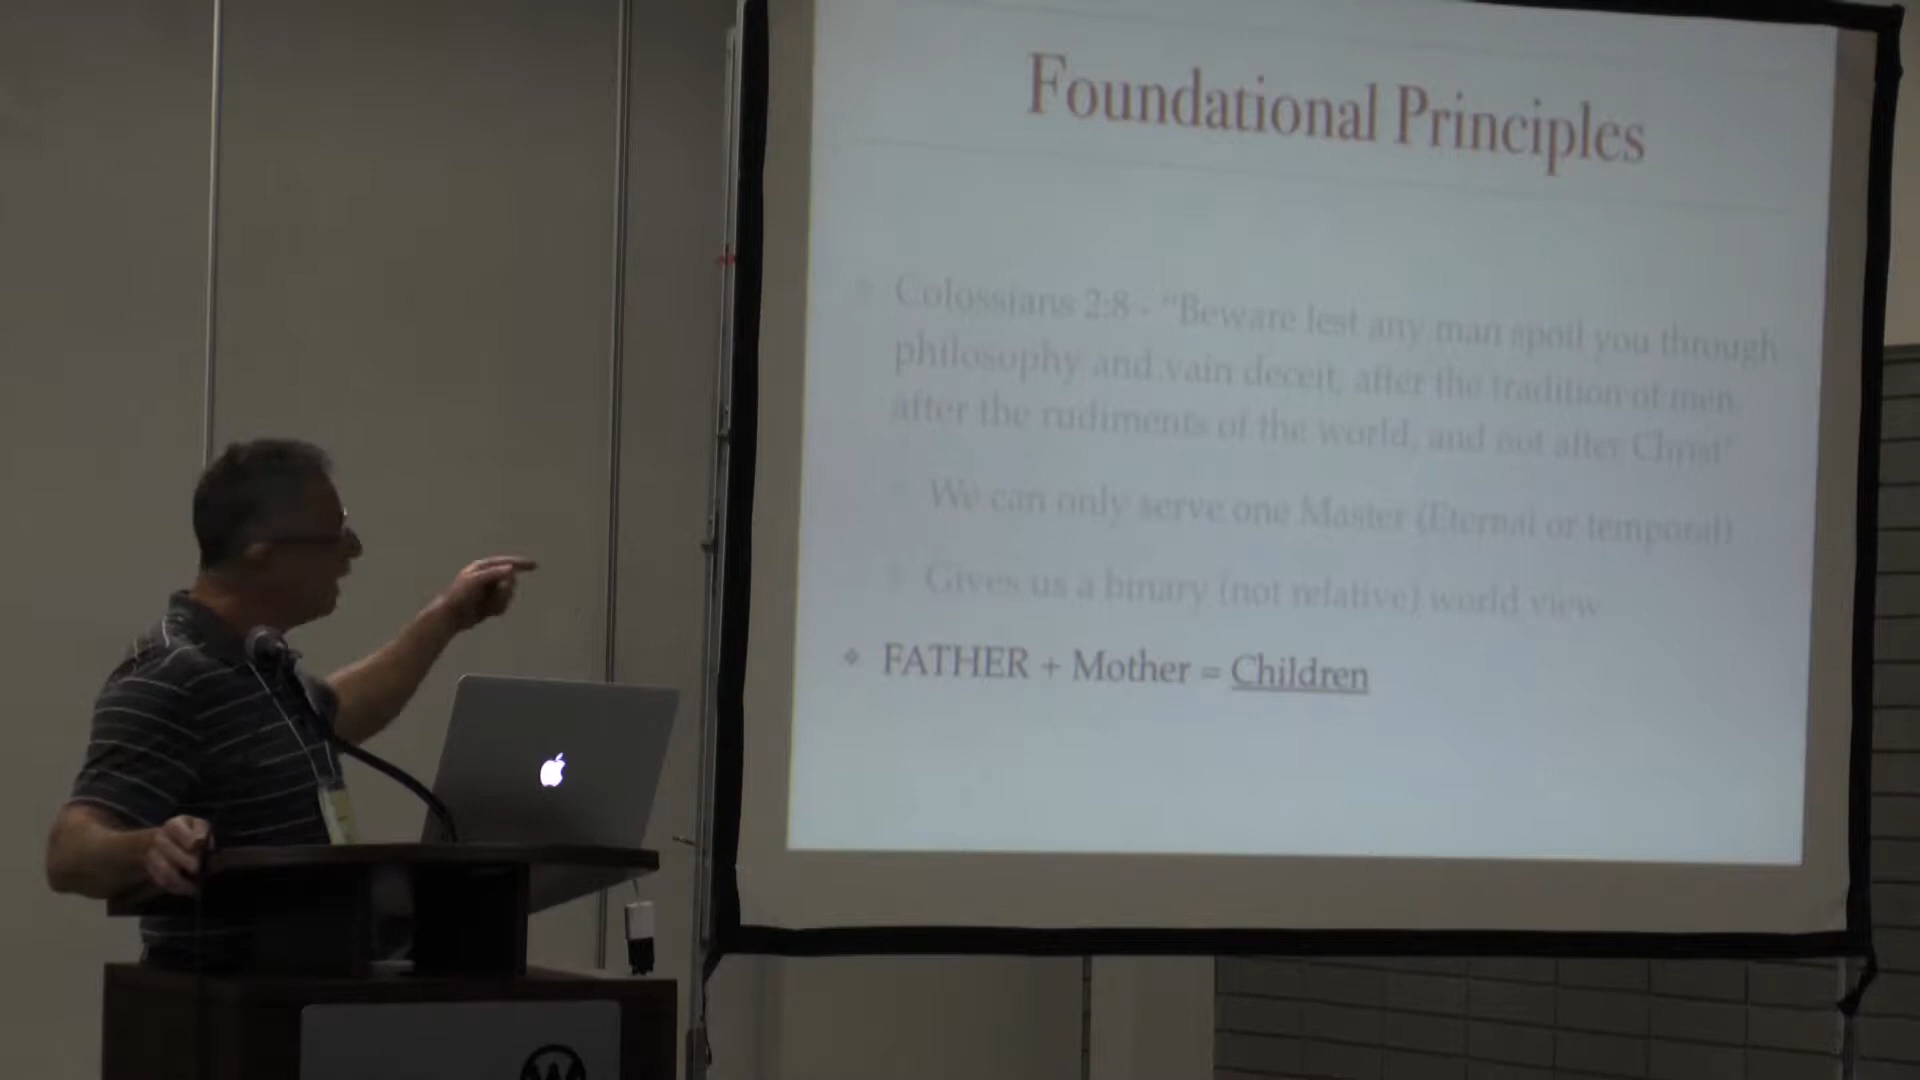 Foundational Principles
Colossians 2:8 - "Beware lest any man spoil you through
philosophy and vain deceit, after the tradition of men,
after the rudiments of the world, and not after Christ"
We can only serve one Master (Eternal or temporal)
Gives us a binary (not relative) world view
FATHER + Mother = Children
W